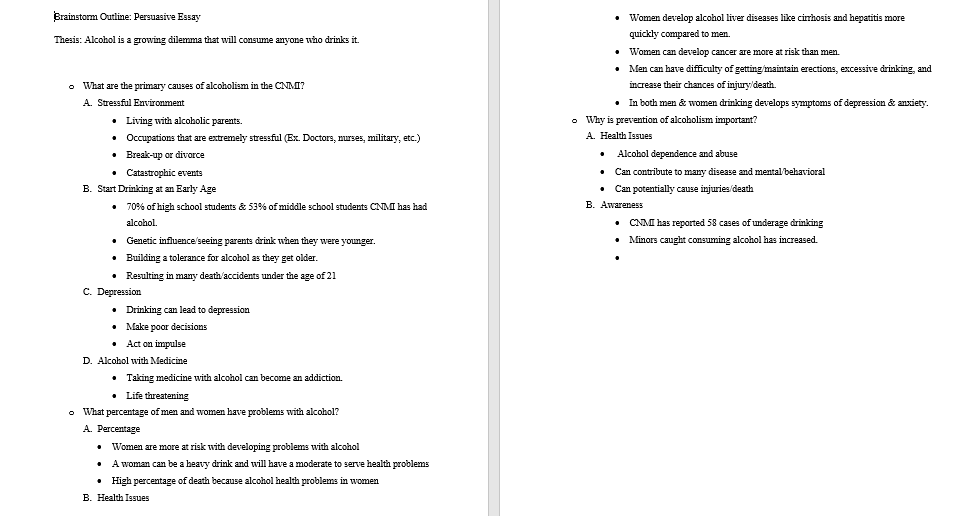 Brainstorm Outline: Persuasive Essay
Thesis: Alcohol is a growing dilemma that will consume anyone who drinks it.
o What are the primary causes of alcoholism in the CNMI?
A. Stressful Environment
• Living with alcoholic parents.
• Occupations that are extremely stressful (Ex. Doctors, nurses, military, etc.)
• Break-up or divorce
• Catastrophic events
B. Start Drinking at an Early Age
• 70% of high school students & 53% of middle school students CNMI has had
alcohol.
• Genetic influence/seeing parents drink when they were younger.
• Building a tolerance for alcohol as they get older.
• Resulting in many death/accidents under the age of 21
C. Depression
• Drinking can lead to depression
• Make poor decisions
• Act on impulse
D. Alcohol with Medicine
• Taking medicine with alcohol can become an addiction.
• Life threatening
o What percentage of men and women have problems with alcohol?
A. Percentage
• Women are more at risk with developing problems with alcohol
• A woman can be a heavy drink and will have a moderate to serve health problems
• High percentage of death because alcohol health problems in women
B. Health Issues
• Women develop alcohol liver diseases like cirrhosis and hepatitis more
quickly compared to men.
• Women can develop cancer are more at risk than men.
• Men can have difficulty of getting/maintain erections, excessive drinking, and
increase their chances of injury/death.
• In both men & women drinking develops symptoms of depression & anxiety.
o Why is prevention of alcoholism important?
A. Health Issues
• Alcohol dependence and abuse
• Can contribute to many disease and mental/behavioral
• Can potentially cause injuries/death
B. Awareness
• CNMI has reported 58 cases of underage drinking
• Minors caught consuming alcohol has increased.
•